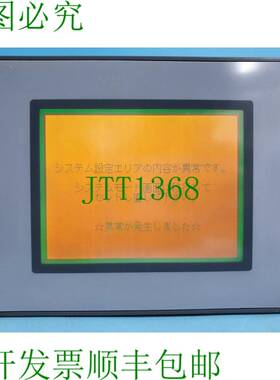 图必究
システム設定エリアの内容が異常です。
JTT1368
☆異常が発生しました☆
开发票顺丰包邮